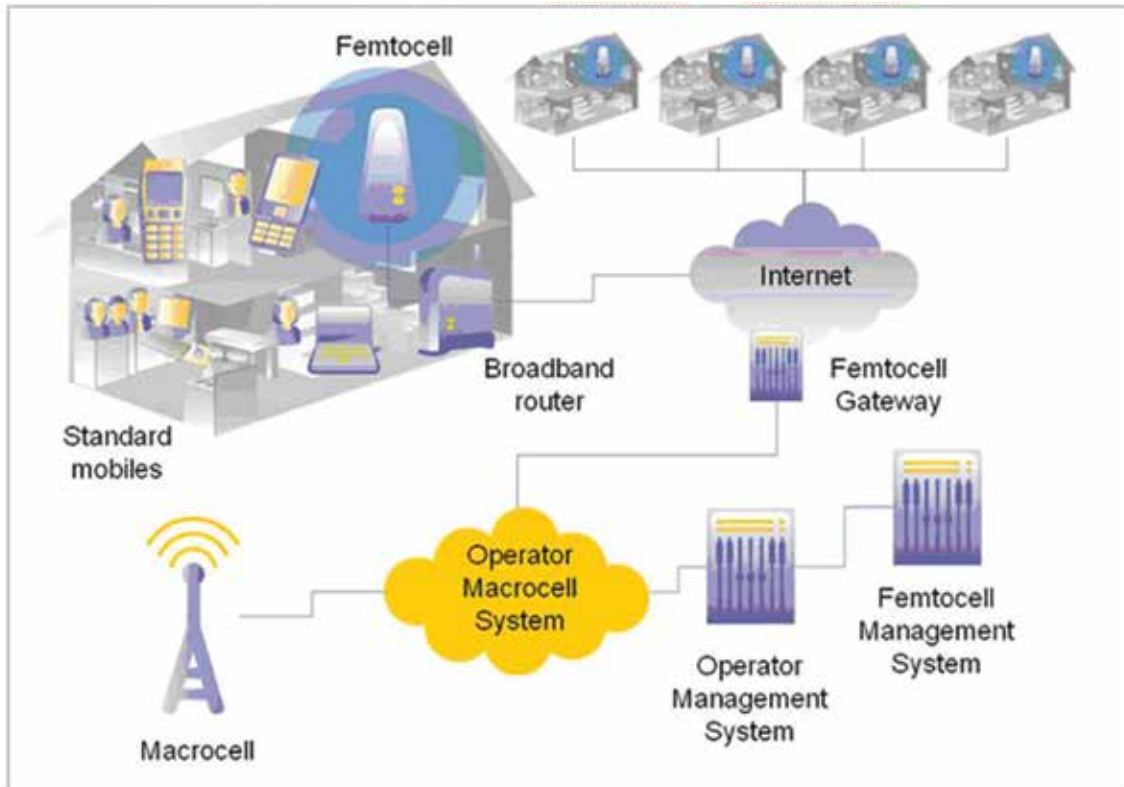 Femtocell
Internet
Broadband
router
Femtocell
Gateway
Standard
mobiles
Operator
Macrocell
System
Femtocell
Management
System
Operator
Management
System
Macrocell